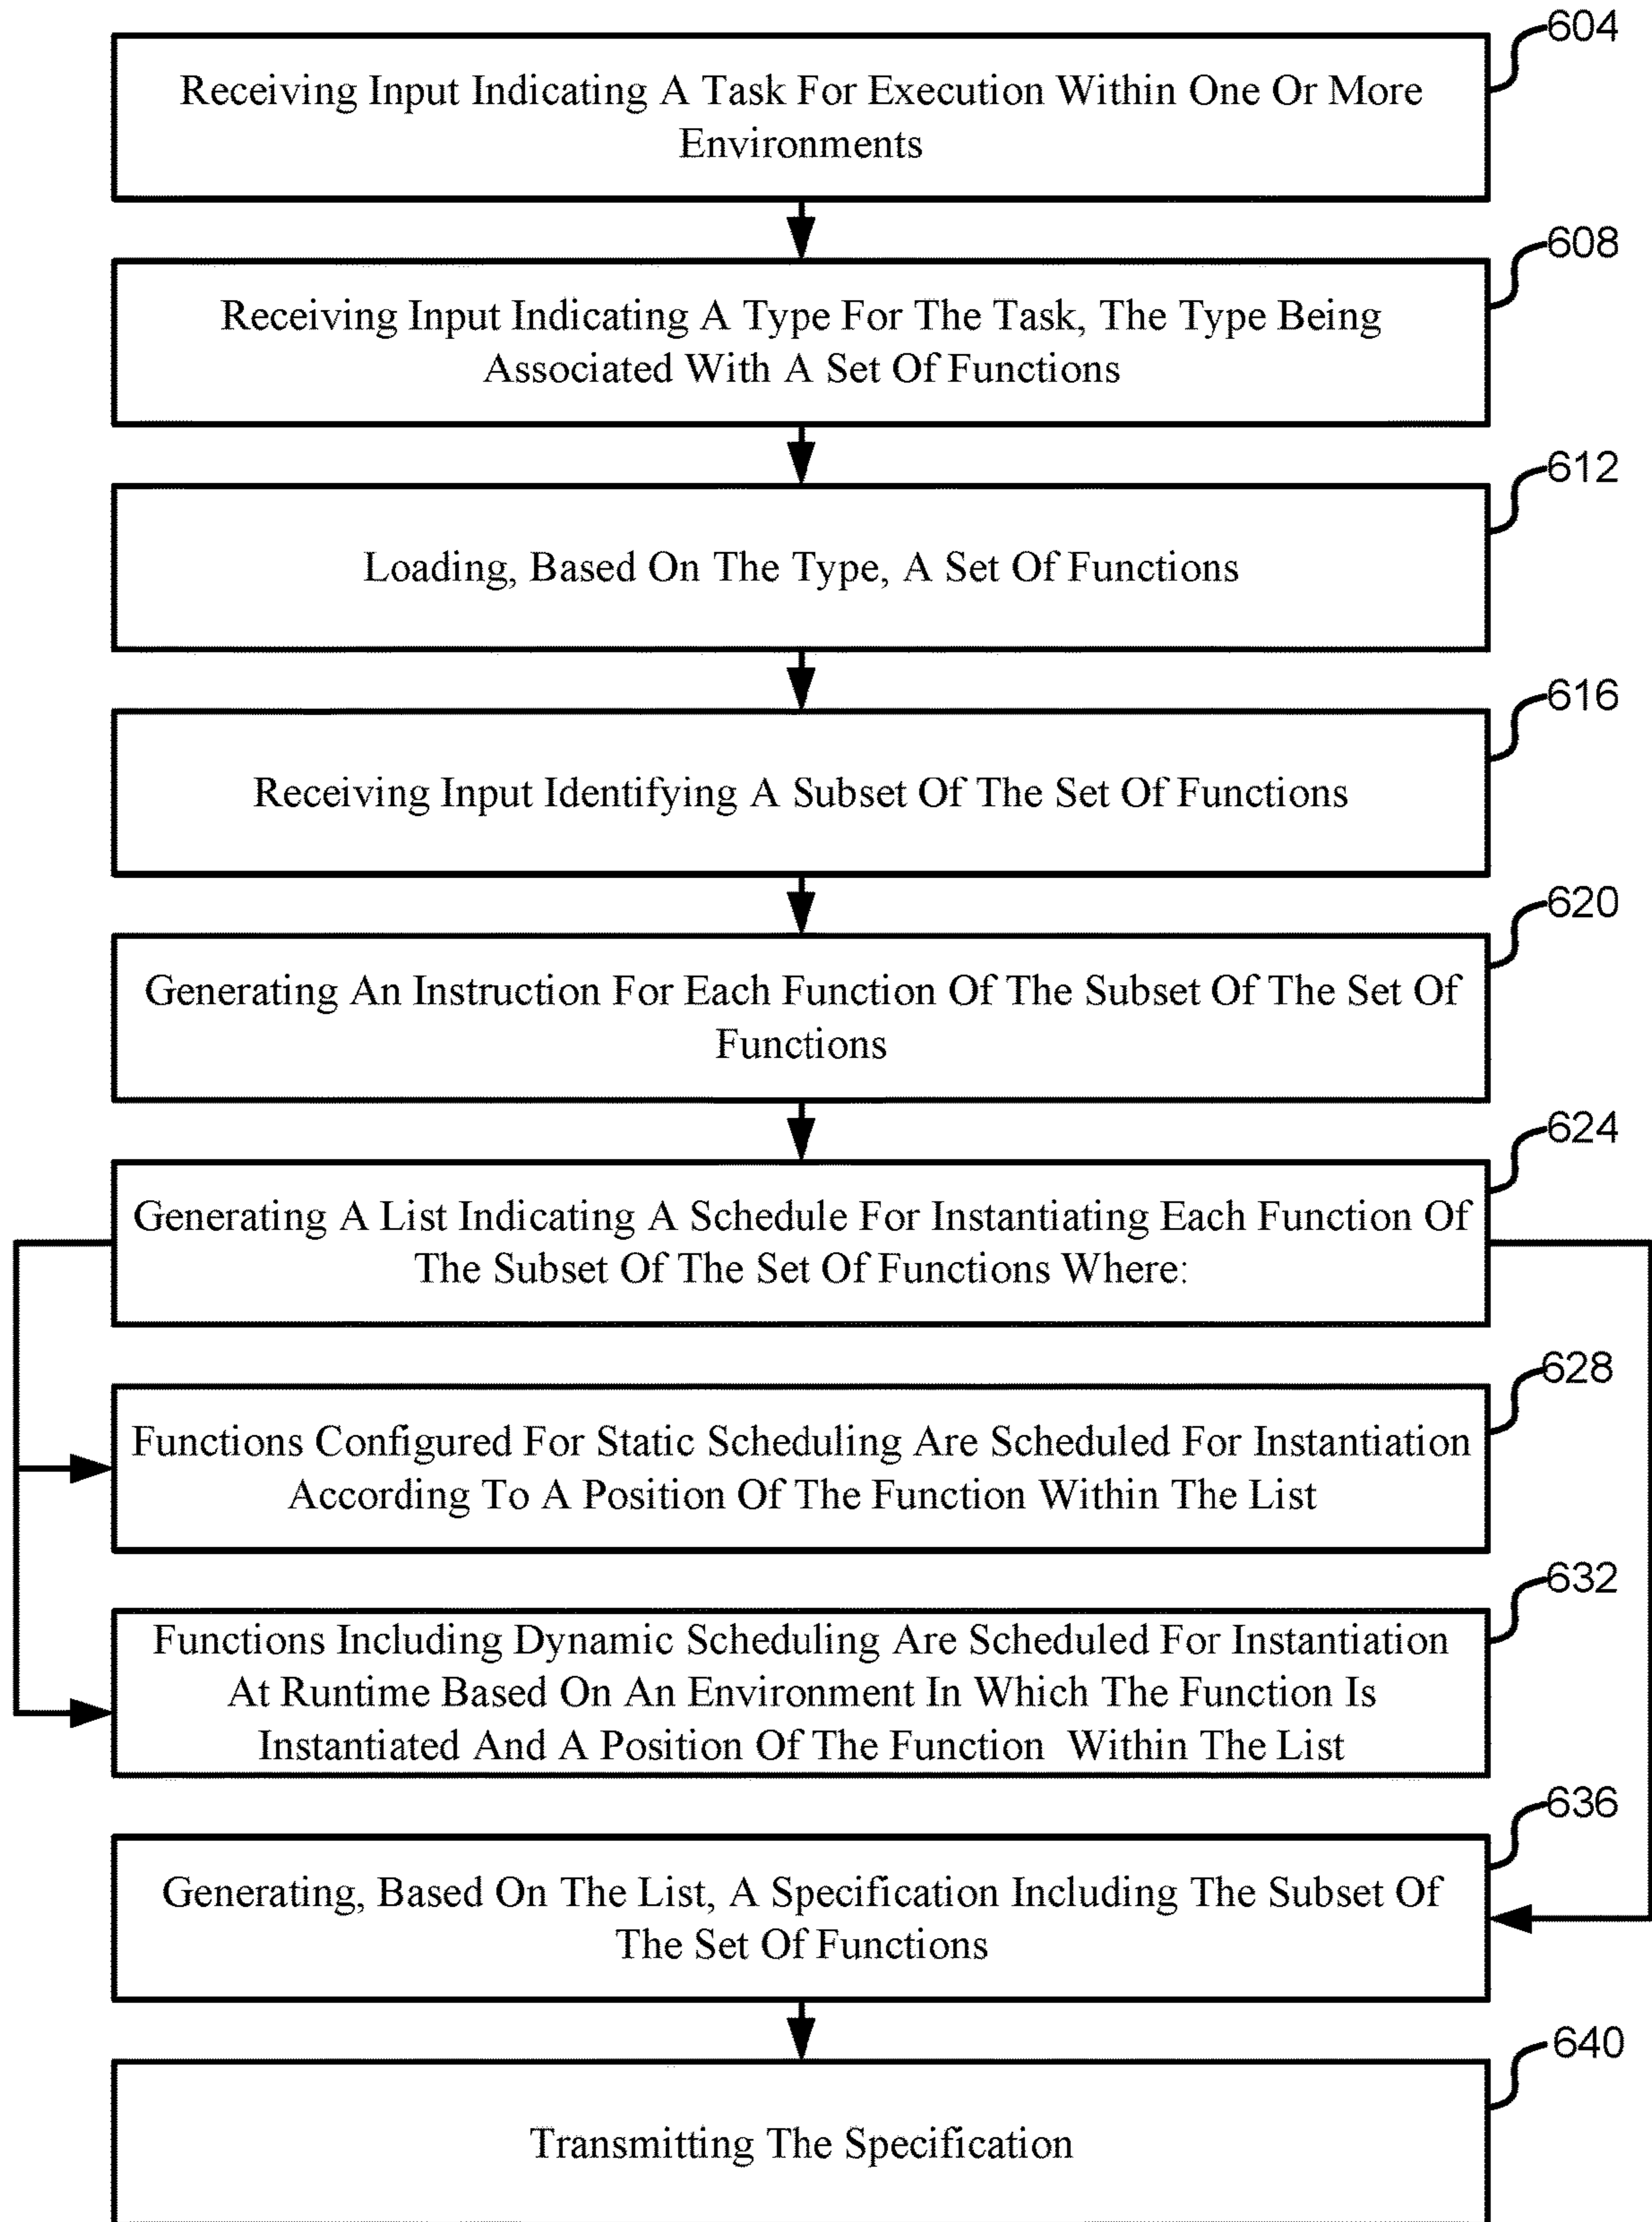 604
Receiving Input Indicating A Task For Execution Within One Or More
Environments
608
Receiving Input Indicating A Type For The Task, The Type Being
Associated With A Set Of Functions
612
Loading, Based On The Type, A Set Of Functions
616
Receiving Input Identifying A Subset Of The Set Of Functions
620
Generating An Instruction For Each Function Of The Subset Of The Set Of
Functions
624
Generating A List Indicating A Schedule For Instantiating Each Function Of
The Subset Of The Set Of Functions Where:
628
Functions Configured For Static Scheduling Are Scheduled For Instantiation
According To A Position Of The Function Within The List
632
Functions Including Dynamic Scheduling Are Scheduled For Instantiation
At Runtime Based On An Environment In Which The Function Is
Instantiated And A Position Of The Function Within The List
636
Generating, Based On The List, A Specification Including The Subset Of
The Set Of Functions
640
Transmitting The Specification